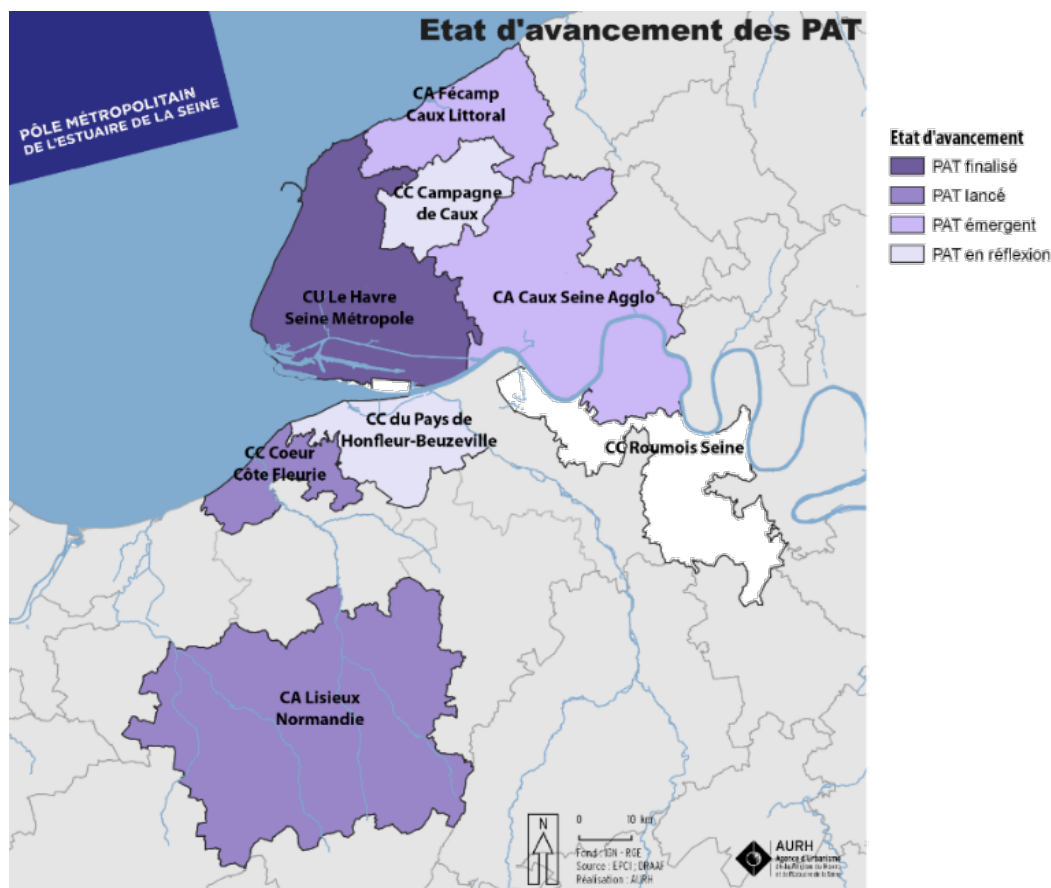 Etat d'avancement des PAT
PÔLE MÉTROPOLITAIN
DE L'ESTUAIRE DE LA SEINE
CA Fécamp
Caux Littoral
CC Campagne
de Caux
CU Le Havre
Seine Métropole
CA Caux Seine Agglo
CC du Pays de
Honfleur-Beuzeville
CC Coeur
Côte Fleurie
CC Roumois Seine
CA Lisieux
Normandie
Etat d'avancement
PAT finalisé
PAT lancé
PAT émergent
PAT en réflexion
N
0 10 km
Fond : IGN - RGE
Source : EPCI ; DRAAF
Réalisation : AURH
AURH
Agence d'Urbanisme